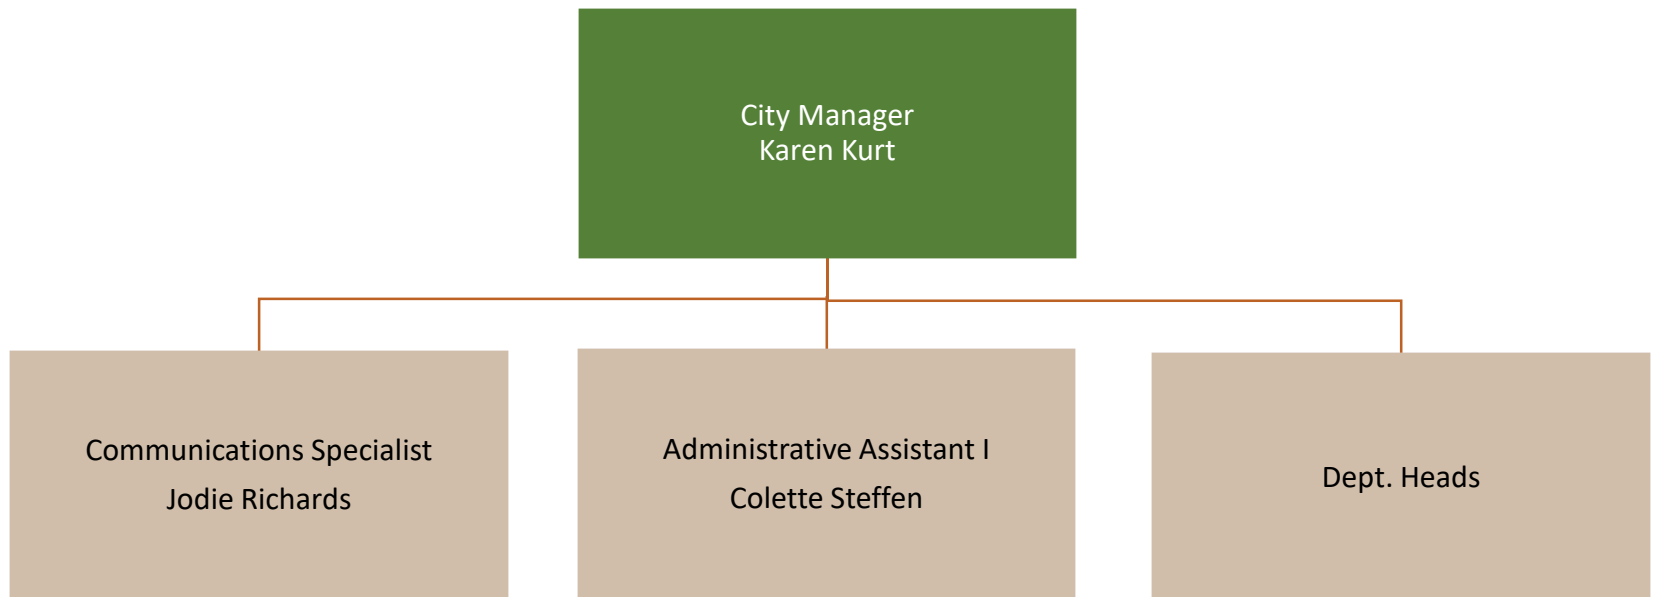 City Manager
Karen Kurt
Communications Specialist
Jodie Richards
Administrative Assistant I
Colette Steffen
Dept. Heads